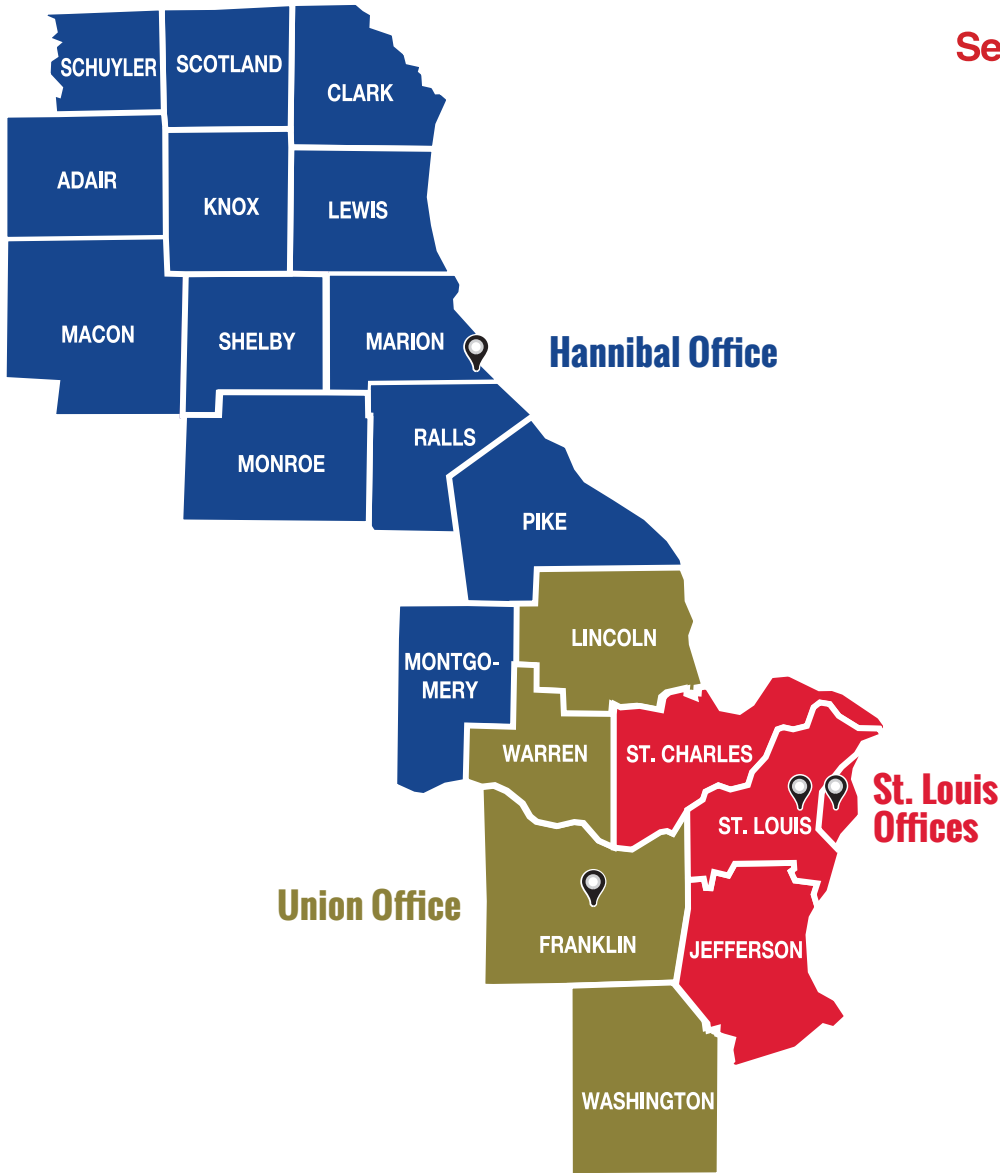 Se
SCHUYLER
SCOTLAND
CLARK
ADAIR
KNOX
LEWIS
MACON
SHELBY
MARION
Hannibal Office
MONROE
RALLS
PIKE
LINCOLN
MONTGO-
MERY
WARREN
ST. CHARLES
ST. LOUIS
St. Louis
Offices
Union Office
FRANKLIN
JEFFERSON
WASHINGTON